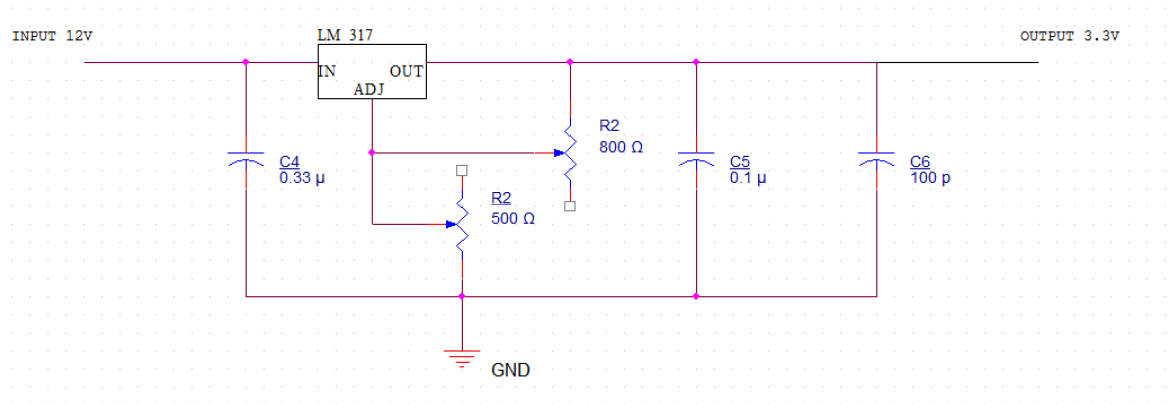 INPUT 12V
LM 317
OUTPUT 3.3V
IN
OUT
ADJ
R2
800 Ω
C4
0.33 µ
C5
0.1 µ
C6
100 p
R2
500 Ω
GND